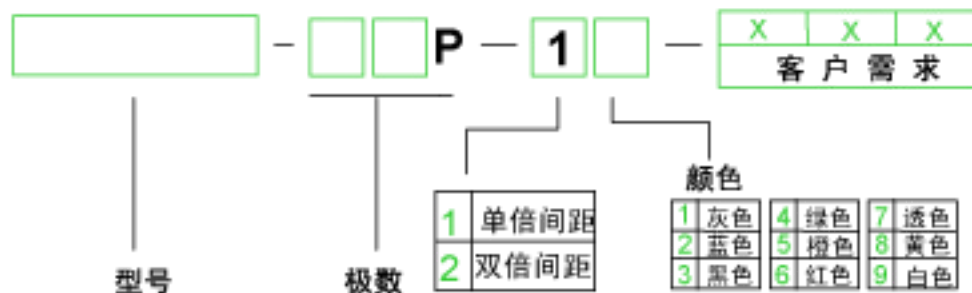 P — 1 — X X X
客户需求
颜色
1 单倍间距
2 双倍间距
1 灰色 4 绿色 7 透色
2 蓝色 5 橙色 8 黄色
3 黑色 6 红色 9 白色
型号 极数